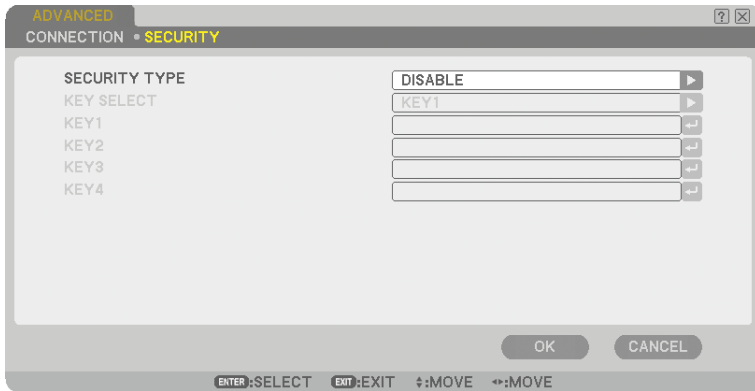 ADVANCED
CONNECTION • SECURITY
SECURITY TYPE DISABLE
KEY SELECT KEY1
KEY1
KEY2
KEY3
KEY4
OK CANCEL
ENTER:SELECT EXIT:EXIT :MOVE :MOVE